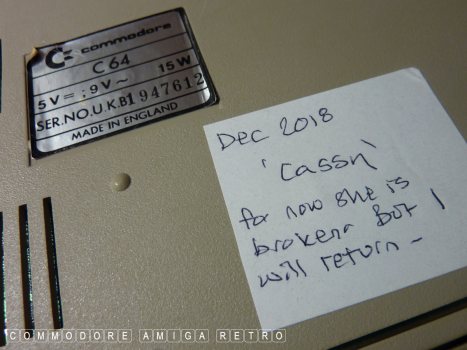 commodore
C 64
5V⎓ ; 9V~ 15W
SER.NO.U.K.B1947612
MADE IN ENGLAND
Dec 2018
'Cassn'
for now she is
broken. But I
will return -
COMMODORE AMIGA RETRO